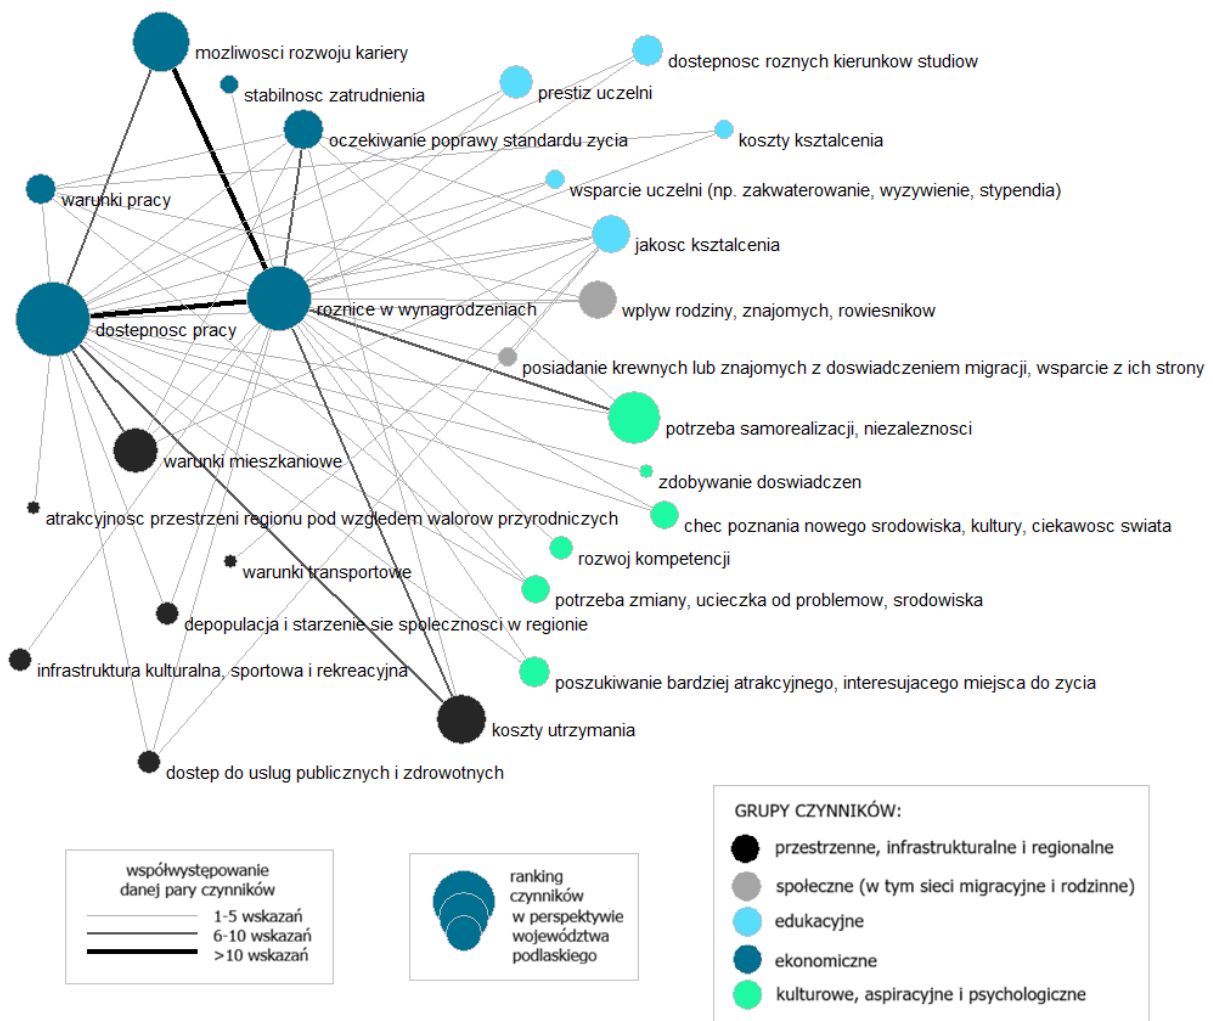 mozliwosci rozwoju kariery
dostepnosc roznych kierunkow studiow
stabilnosc zatrudnienia
prestiz uczelni
oczekiwanie poprawy standardu zycia
koszty ksztalcenia
warunki pracy
wsparcie uczelni (np. zakwaterowanie, wyzywienie, stypendia)
jakosc ksztalcenia
roznice w wynagrodzeniach
wplyw rodziny, znajomych, rowiesnikow
dostepnosc pracy
posiadanie krewnych lub znajomych z doswiadczeniem migracji, wsparcie z ich strony
potrzeba samorealizacji, niezaleznosci
warunki mieszkaniowe
zdobywanie doswiadczen
atrakcyjnosc przestrzeni regionu pod wzgledem walorow przyrodniczych
chec poznania nowego srodowiska, kultury, ciekawosc swiata
rozwoj kompetencji
warunki transportowe
potrzeba zmiany, ucieczka od problemow, srodowiska
depopulacja i starzenie sie spolecznosci w regionie
infrastruktura kulturalna, sportowa i rekreacyjna
poszukiwanie bardziej atrakcyjnego, interesujacego miejsca do zycia
koszty utrzymania
dostep do uslug publicznych i zdrowotnych
współwystępowanie
danej pary czynników
1-5 wskazań
6-10 wskazań
>10 wskazań
ranking
czynników
w perspektywie
województwa
podlaskiego
GRUPY CZYNNIKÓW:
przestrzenne, infrastrukturalne i regionalne
społeczne (w tym sieci migracyjne i rodzinne)
edukacyjne
ekonomiczne
kulturowe, aspiracyjne i psychologiczne